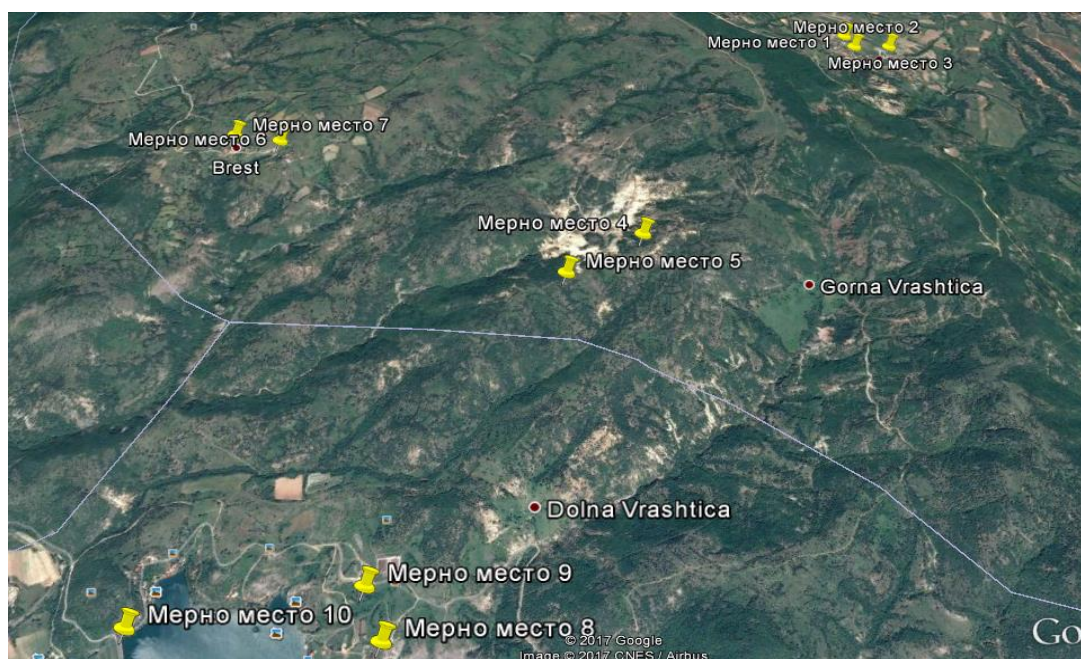 Мерно место 2
Мерно место 1
Мерно место 3
Мерно место 7
Мерно место 6
Brest
Мерно место 4
Мерно место 5
Gorna Vrashtica
Dolna Vrashtica
Мерно место 9
Мерно место 10
Мерно место 8
© 2017 Google
Image © 2017 CNES / Airbus
Go